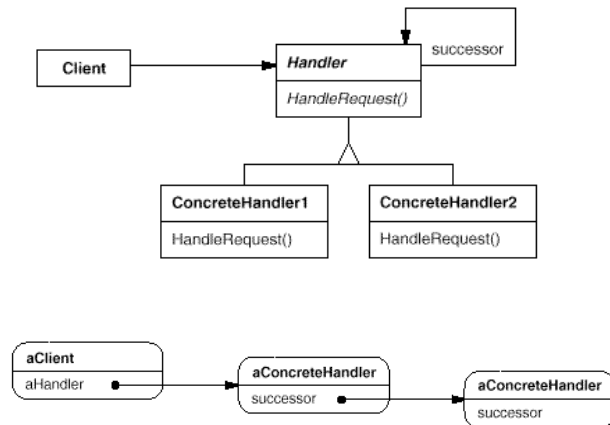 Client
Handler
successor
HandleRequest()
ConcreteHandler1
HandleRequest()
ConcreteHandler2
HandleRequest()
aClient
aHandler
aConcreteHandler
successor
aConcreteHandler
successor